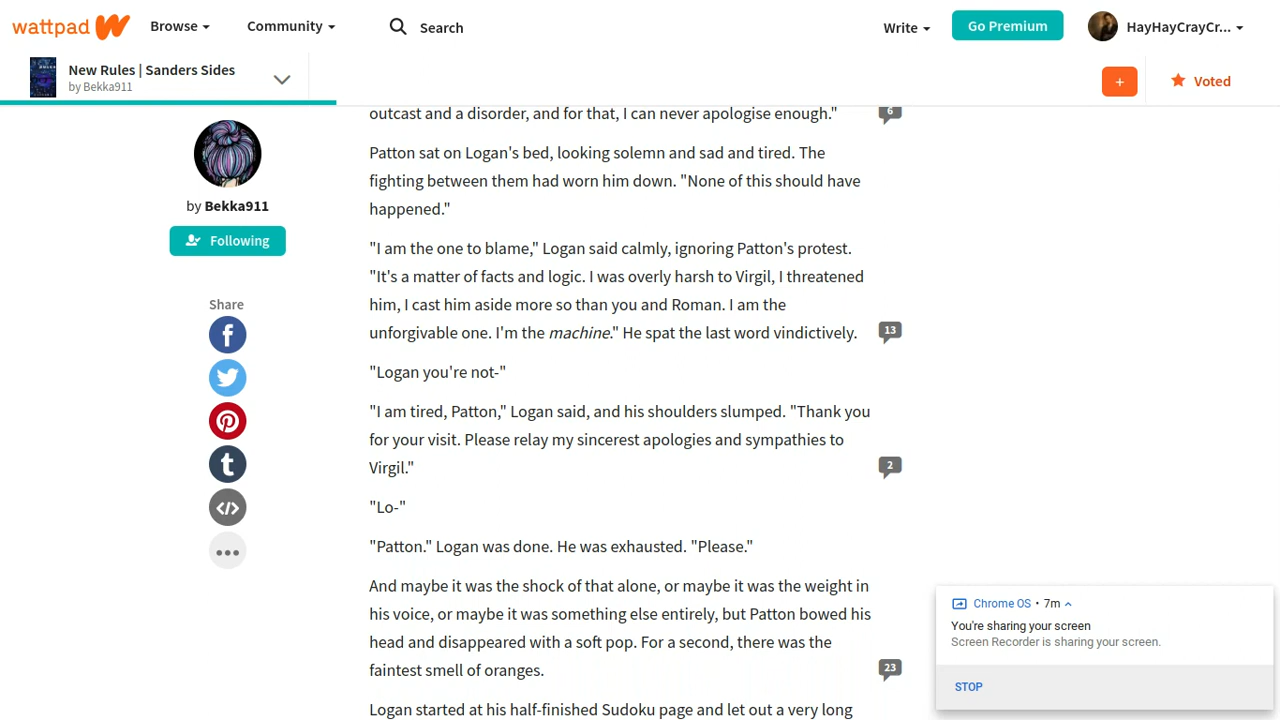 wattpad Browse Community Search Write Go Premium HayHayCrayCr...
New Rules | Sanders Sides
by Bekka911
+ Voted
outcast and a disorder, and for that, I can never apologise enough."
6
Patton sat on Logan's bed, looking solemn and sad and tired. The
fighting between them had worn him down. "None of this should have
happened."
by Bekka911
Following
"I am the one to blame," Logan said calmly, ignoring Patton's protest.
"It's a matter of facts and logic. I was overly harsh to Virgil, I threatened
him, I cast him aside more so than you and Roman. I am the
unforgivable one. I'm the machine." He spat the last word vindictively.
13
Share
"Logan you're not-"
"I am tired, Patton," Logan said, and his shoulders slumped. "Thank you
for your visit. Please relay my sincerest apologies and sympathies to
Virgil."
2
"Lo-"
"Patton." Logan was done. He was exhausted. "Please."
And maybe it was the shock of that alone, or maybe it was the weight in
his voice, or maybe it was something else entirely, but Patton bowed his
head and disappeared with a soft pop. For a second, there was the
faintest smell of oranges.
23
Logan started at his half-finished Sudoku page and let out a very long
Chrome OS • 7m
You're sharing your screen
Screen Recorder is sharing your screen.
STOP